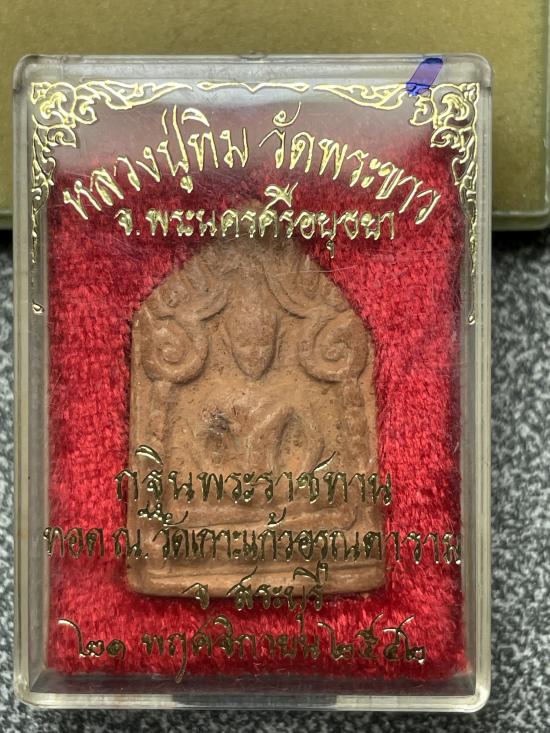 หลวงปู่ทิม วัดพระขาว
จ.พระนครศรีอยุธยา
กฐินพระราชทาน
ทอด ณ. วัดเกาะแก้วอรุณคาราม
จ สระบุรี
๒๑ พฤศจิกายน ๒๕๔๒